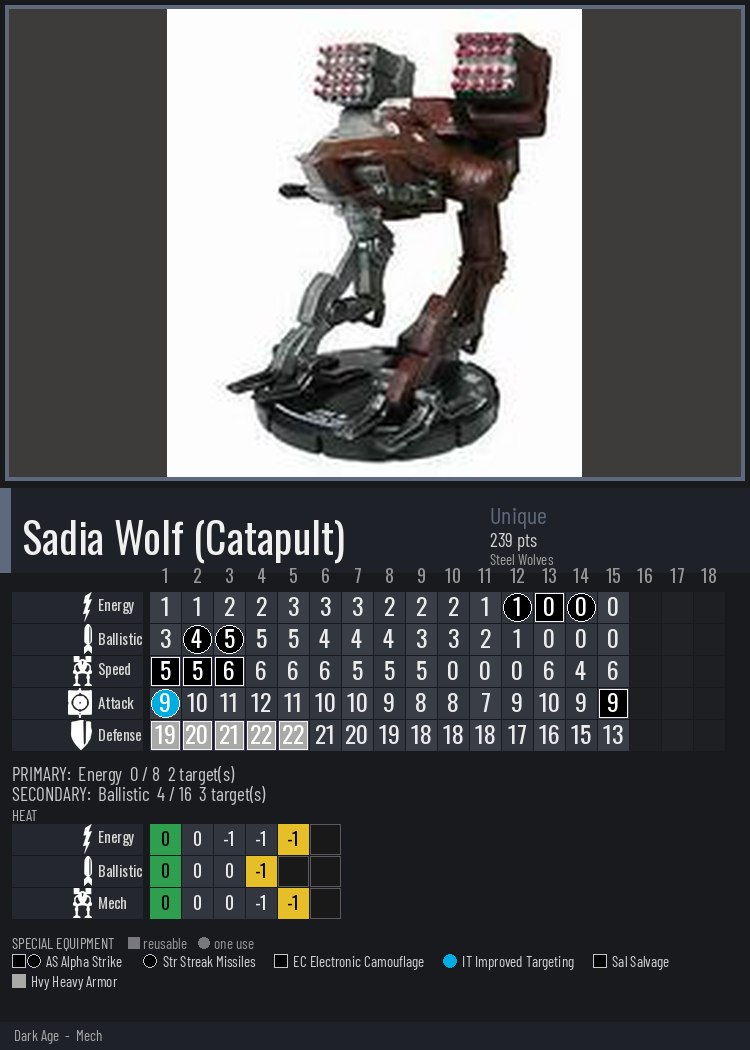 Sadia Wolf (Catapult)
Unique
239 pts
Steel Wolves
1 2 3 4 5 6 7 8 9 10 11 12 13 14 15 16 17 18
Energy 1 1 2 2 3 3 3 2 2 2 1 1 0 0 0
Ballistic 3 4 5 5 5 4 4 4 3 3 2 1 0 0 0
Speed 5 5 6 6 6 6 5 5 5 0 0 0 6 4 6
Attack 9 10 11 12 11 10 10 9 8 8 7 9 10 9 9
Defense 19 20 21 22 22 21 20 19 18 18 18 17 16 15 13
PRIMARY: Energy 0 / 8 2 target(s)
SECONDARY: Ballistic 4 / 16 3 target(s)
HEAT
Energy 0 0 -1 -1 -1
Ballistic 0 0 0 -1
Mech 0 0 0 -1 -1
SPECIAL EQUIPMENT reusable one use
AS Alpha Strike Str Streak Missiles EC Electronic Camouflage IT Improved Targeting Sal Salvage
Hvy Heavy Armor
Dark Age - Mech